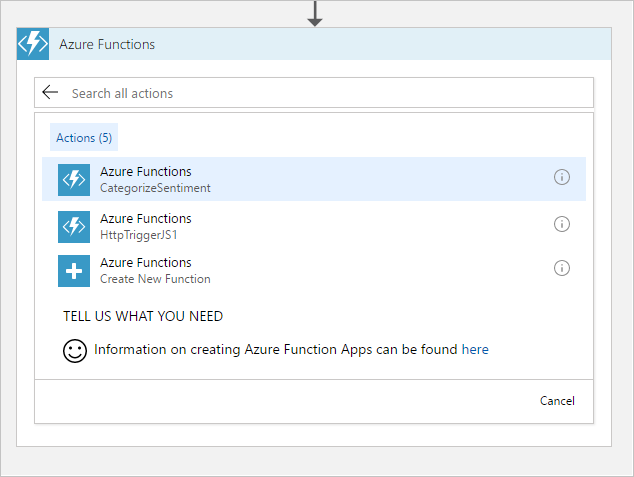 Azure Functions
Search all actions
Actions (5)
Azure Functions
CategorizeSentiment
Azure Functions
HttpTriggerJS1
Azure Functions
Create New Function
TELL US WHAT YOU NEED
Information on creating Azure Function Apps can be found here
Cancel